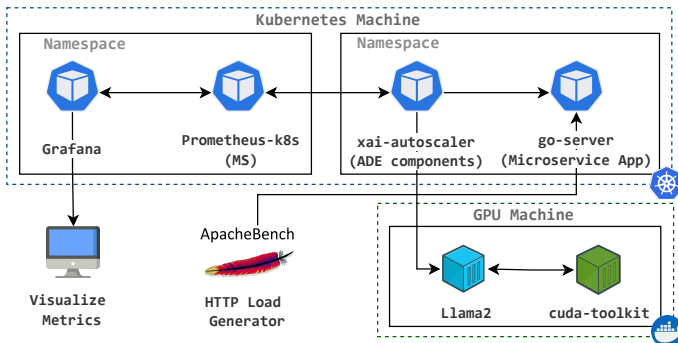 Kubernetes Machine
Namespace
Namespace
Grafana
Prometheus-k8s
(MS)
xai-autoscaler
(ADE components)
go-server
(Microservice App)
ApacheBench
GPU Machine
Visualize
Metrics
HTTP Load
Generator
Llama2
cuda-toolkit